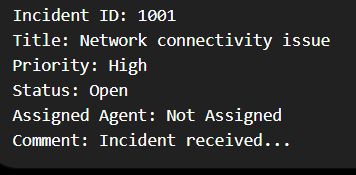 Incident ID: 1001
Title: Network connectivity issue
Priority: High
Status: Open
Assigned Agent: Not Assigned
Comment: Incident received...